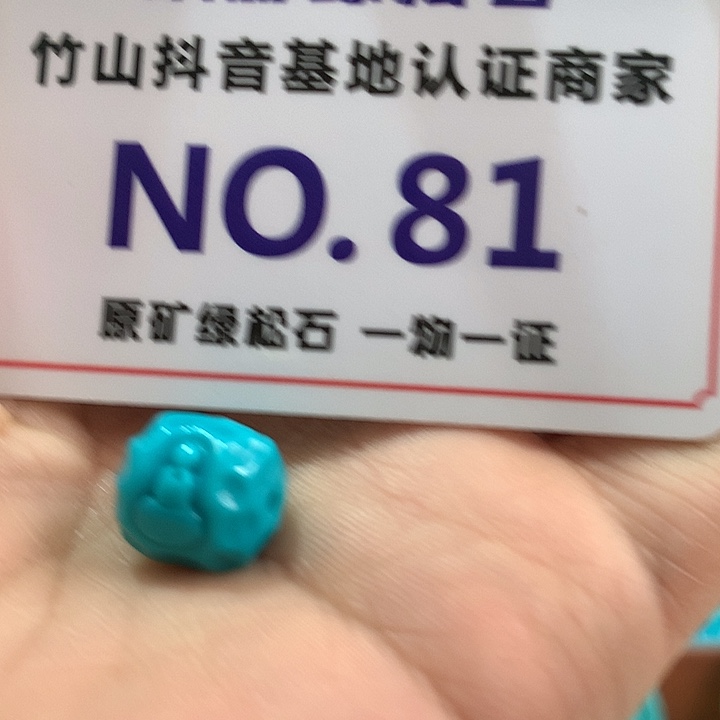 竹山抖音基地认证商家
NO.81
原矿绿松石 一物一证